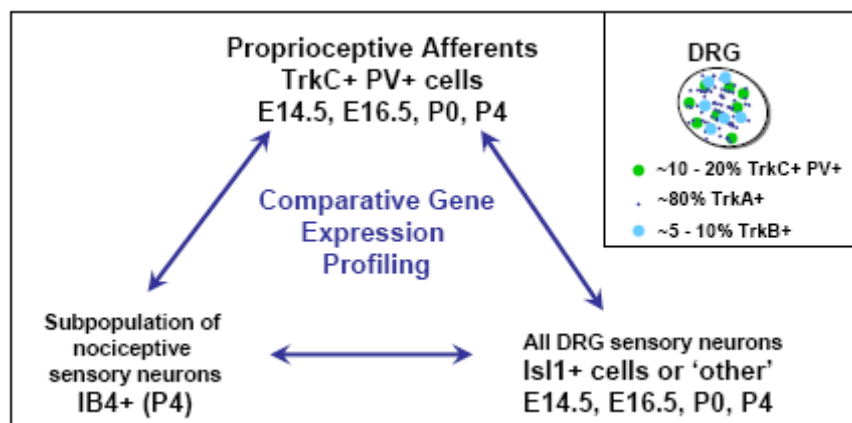 Proprioceptive Afferents
TrkC+ PV+ cells
E14.5, E16.5, P0, P4
DRG
~10 - 20% TrkC+ PV+
~80% TrkA+
~5 - 10% TrkB+
Comparative Gene
Expression
Profiling
Subpopulation of
nociceptive
sensory neurons
IB4+ (P4)
All DRG sensory neurons
Isl1+ cells or ‘other’
E14.5, E16.5, P0, P4